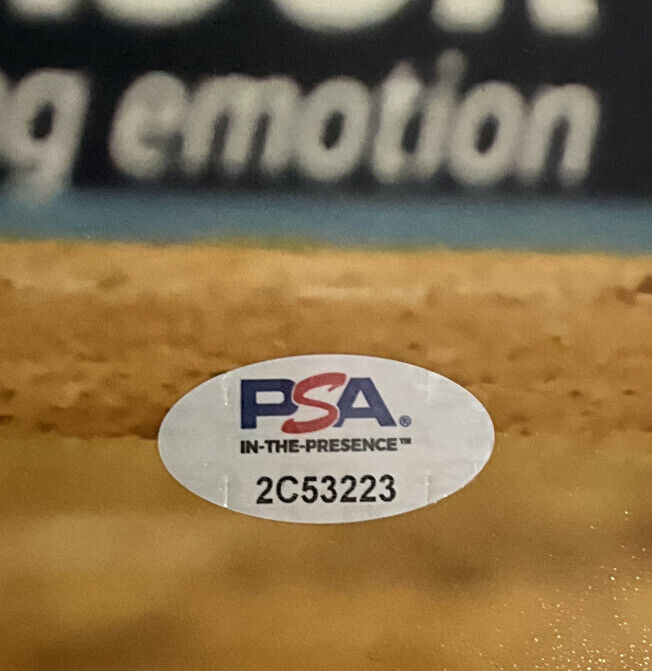 emotion
PSA®
IN-THE-PRESENCE™
2C53223